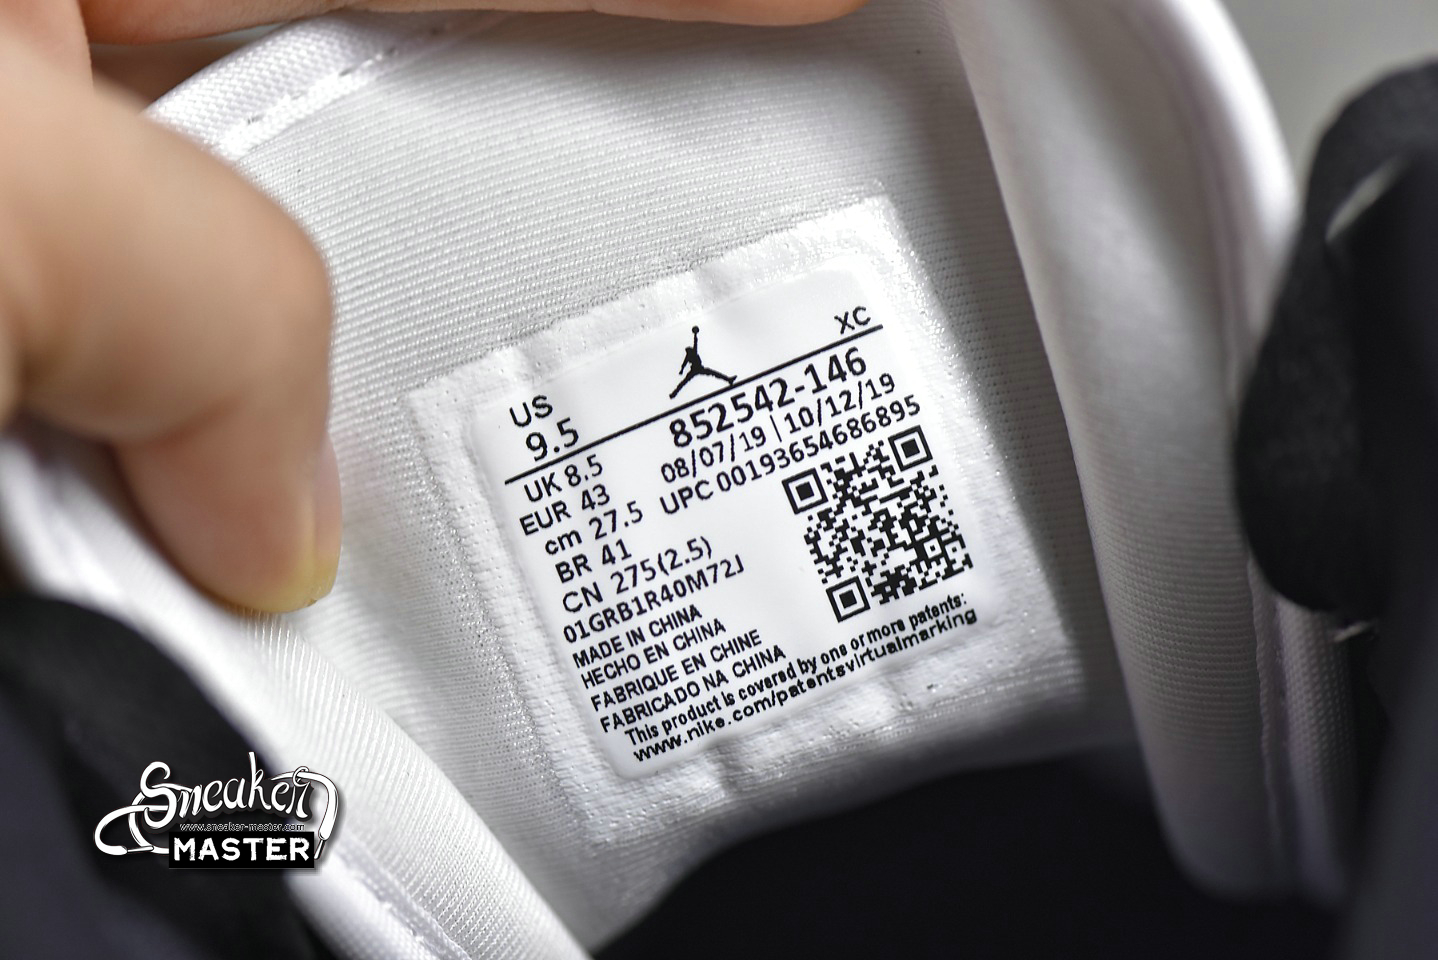 XC
US
9.5
852542-146
08/07/19 | 10/12/19
UPC 00193654686895
UK 8.5
EUR 43
cm 27.5
BR 41
CN 275(2.5)
01GRB1R40M72J
MADE IN CHINA
HECHO EN CHINA
FABRIQUE EN CHINE
FABRICADO NA CHINA
This product is covered by one or more patents:
www.nike.com/patentsvirtualmarking
Sneaker
www.sneaker-master.com
MASTER